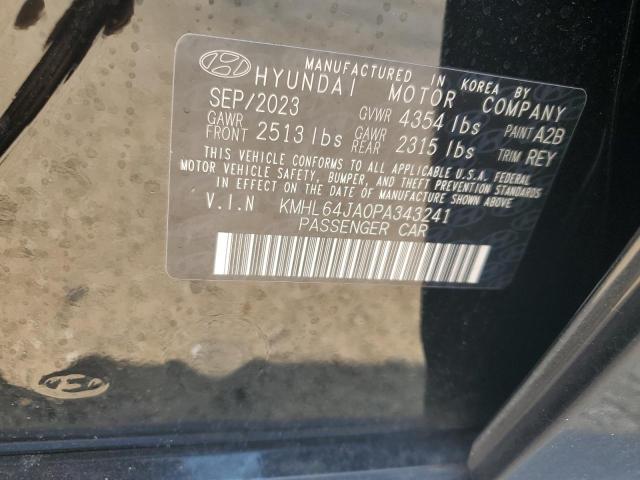 MANUFACTURED IN KOREA BY
HYUNDAI MOTOR COMPANY
SEP/2023 GVWR 4354 lbs PAINT A2B
GAWR FRONT 2513 lbs GAWR REAR 2315 lbs TRIM REY
THIS VEHICLE CONFORMS TO ALL APPLICABLE U.S.A. FEDERAL
MOTOR VEHICLE SAFETY, BUMPER, AND THEFT PREVENTION STANDARDS
IN EFFECT ON THE DATE OF MANUFACTURE SHOWN ABOVE
V.I.N KMHL64JA0PA343241
PASSENGER CAR